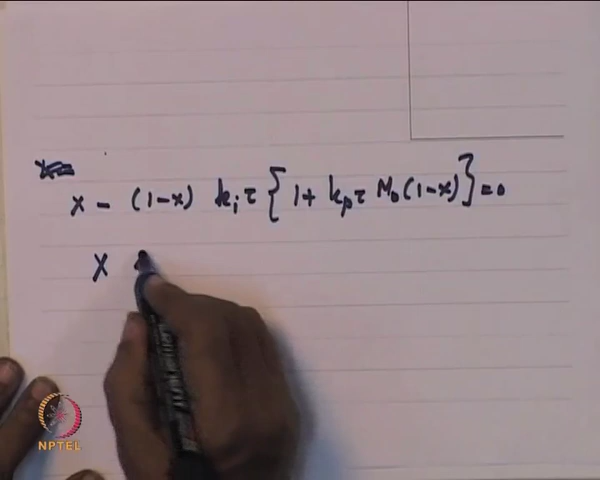 x - (1-x) k_i τ { 1 + k_p τ M_0 (1-x) } = 0
x
NPTEL